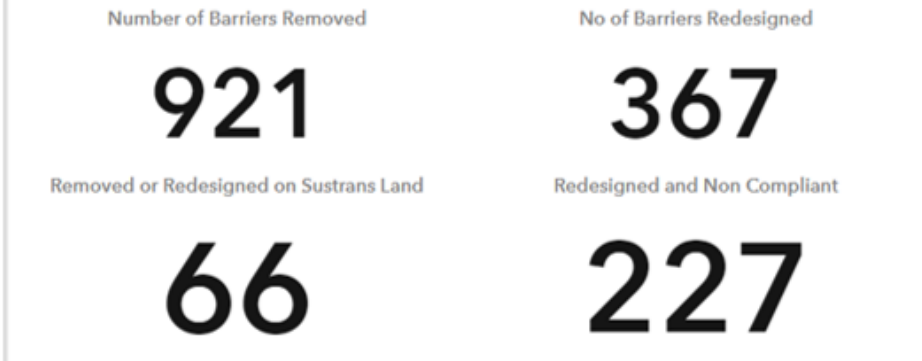 Number of Barriers Removed
No of Barriers Redesigned
921
367
Removed or Redesigned on Sustrans Land
Redesigned and Non Compliant
66
227